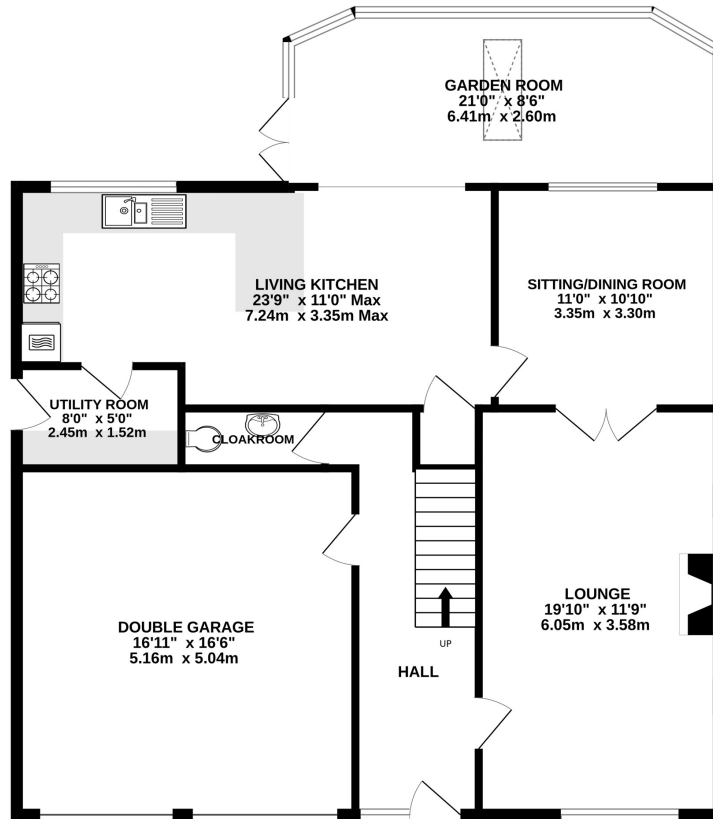 GARDEN ROOM
21'0" x 8'6"
6.41m x 2.60m
LIVING KITCHEN
23'9" x 11'0" Max
7.24m x 3.35m Max
SITTING/DINING ROOM
11'0" x 10'10"
3.35m x 3.30m
UTILITY ROOM
8'0" x 5'0"
2.45m x 1.52m
CLOAKROOM
DOUBLE GARAGE
16'11" x 16'6"
5.16m x 5.04m
LOUNGE
19'10" x 11'9"
6.05m x 3.58m
UP
HALL